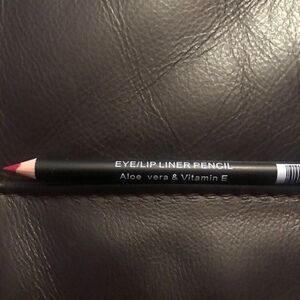 EYE/LIP LINER PENCIL
Aloe vera & Vitamin E